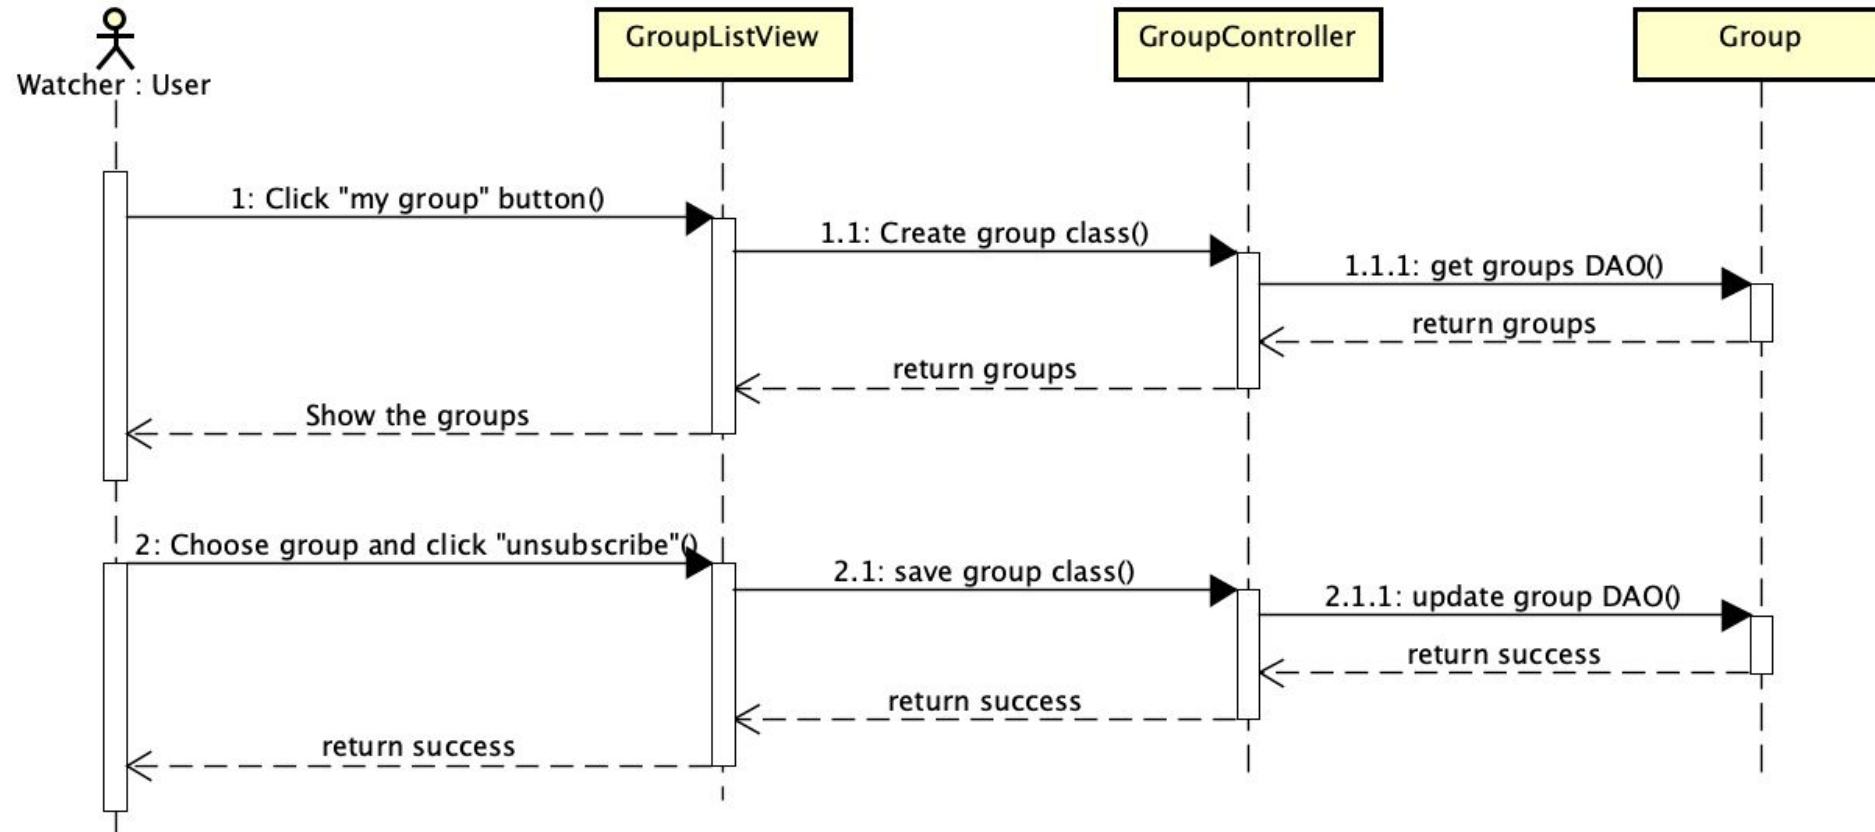 GroupListView
GroupController
Group
Watcher : User
1: Click "my group" button()
1.1: Create group class()
1.1.1: get groups DAO()
return groups
return groups
Show the groups
2: Choose group and click "unsubscribe"()
2.1: save group class()
2.1.1: update group DAO()
return success
return success
return success